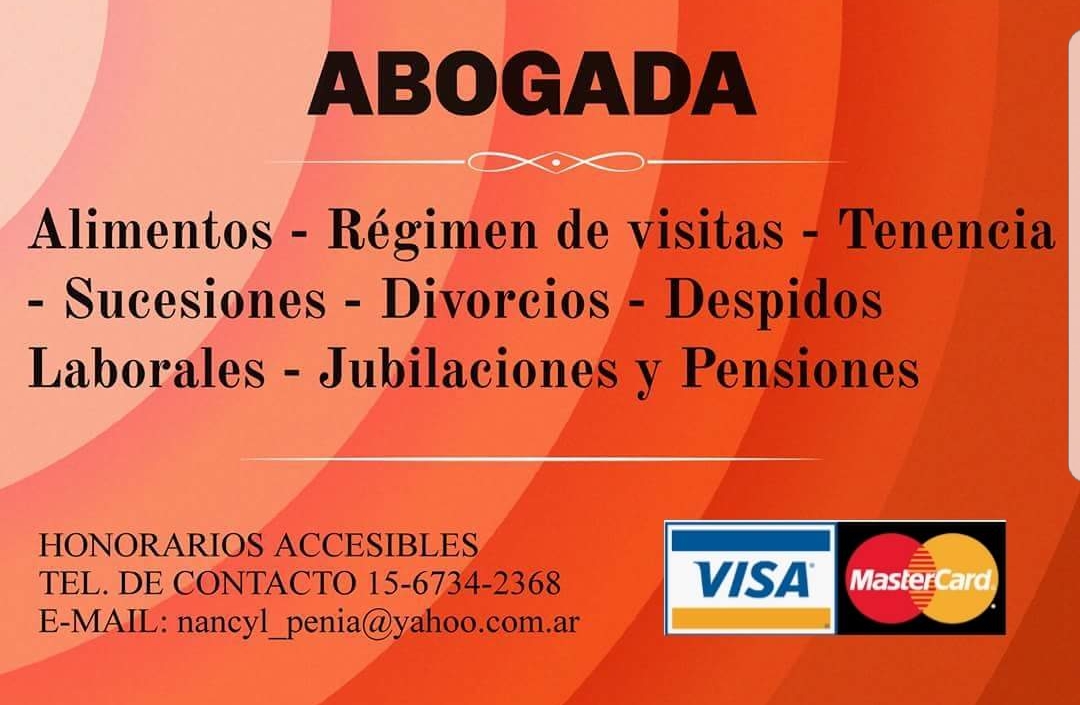 ABOGADA
Alimentos - Régimen de visitas - Tenencia
- Sucesiones - Divorcios - Despidos
Laborales - Jubilaciones y Pensiones
HONORARIOS ACCESIBLES
TEL. DE CONTACTO 15-6734-2368
E-MAIL: nancyl_penia@yahoo.com.ar
VISA
MasterCard